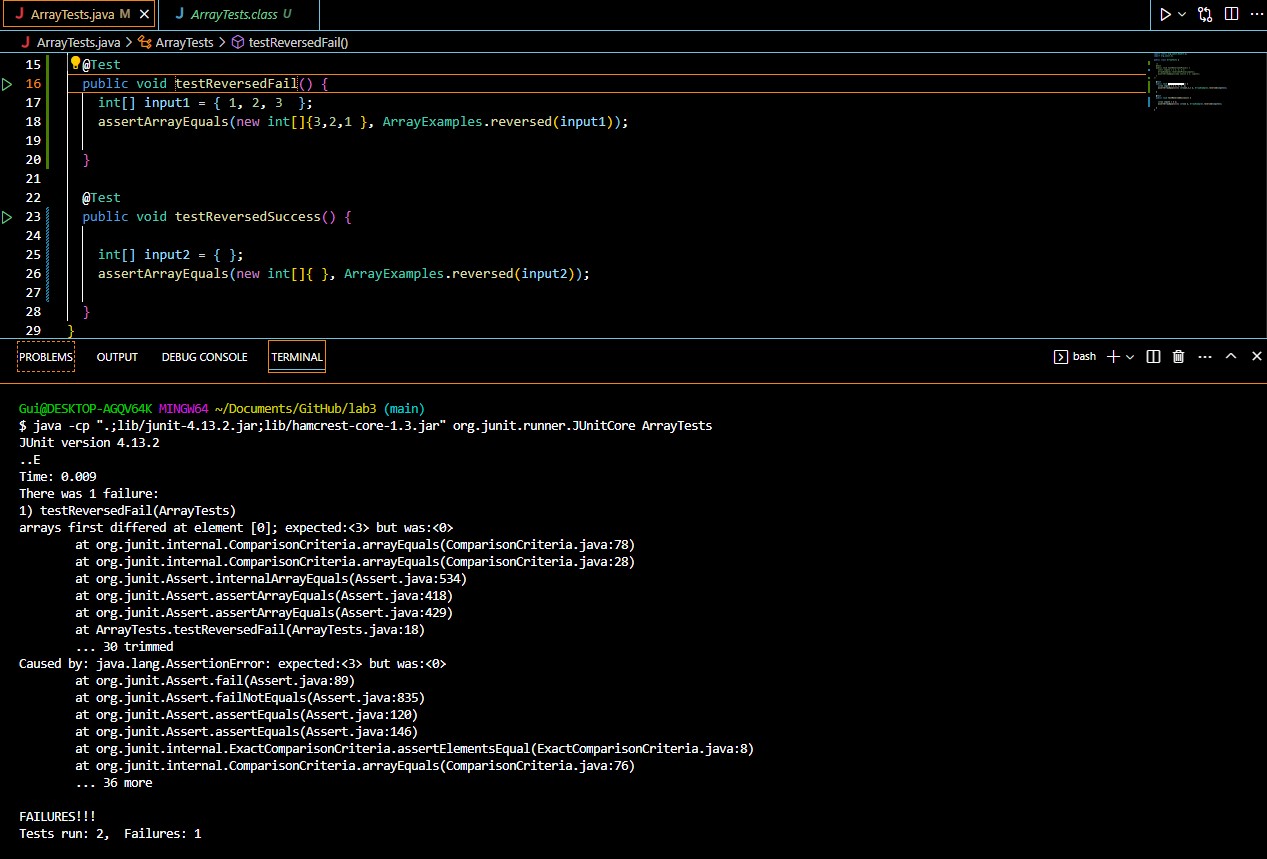 J ArrayTests.java M ✕ J ArrayTests.class U
J ArrayTests.java > ArrayTests > testReversedFail()
15 @Test
16 public void testReversedFail() {
17 int[] input1 = { 1, 2, 3 };
18 assertArrayEquals(new int[]{3,2,1 }, ArrayExamples.reversed(input1));
19
20 }
21
22 @Test
23 public void testReversedSuccess() {
24
25 int[] input2 = { };
26 assertArrayEquals(new int[]{ }, ArrayExamples.reversed(input2));
27
28 }
29 }
PROBLEMS OUTPUT DEBUG CONSOLE TERMINAL bash
Gui@DESKTOP-AGQV64K MINGW64 ~/Documents/GitHub/lab3 (main)
$ java -cp ".;lib/junit-4.13.2.jar;lib/hamcrest-core-1.3.jar" org.junit.runner.JUnitCore ArrayTests
JUnit version 4.13.2
..E
Time: 0.009
There was 1 failure:
1) testReversedFail(ArrayTests)
arrays first differed at element [0]; expected:<3> but was:<0>
at org.junit.internal.ComparisonCriteria.arrayEquals(ComparisonCriteria.java:78)
at org.junit.internal.ComparisonCriteria.arrayEquals(ComparisonCriteria.java:28)
at org.junit.Assert.internalArrayEquals(Assert.java:534)
at org.junit.Assert.assertArrayEquals(Assert.java:418)
at org.junit.Assert.assertArrayEquals(Assert.java:429)
at ArrayTests.testReversedFail(ArrayTests.java:18)
... 30 trimmed
Caused by: java.lang.AssertionError: expected:<3> but was:<0>
at org.junit.Assert.fail(Assert.java:89)
at org.junit.Assert.failNotEquals(Assert.java:835)
at org.junit.Assert.assertEquals(Assert.java:120)
at org.junit.Assert.assertEquals(Assert.java:146)
at org.junit.internal.ExactComparisonCriteria.assertElementsEqual(ExactComparisonCriteria.java:8)
at org.junit.internal.ComparisonCriteria.arrayEquals(ComparisonCriteria.java:76)
... 36 more
FAILURES!!!
Tests run: 2,  Failures: 1